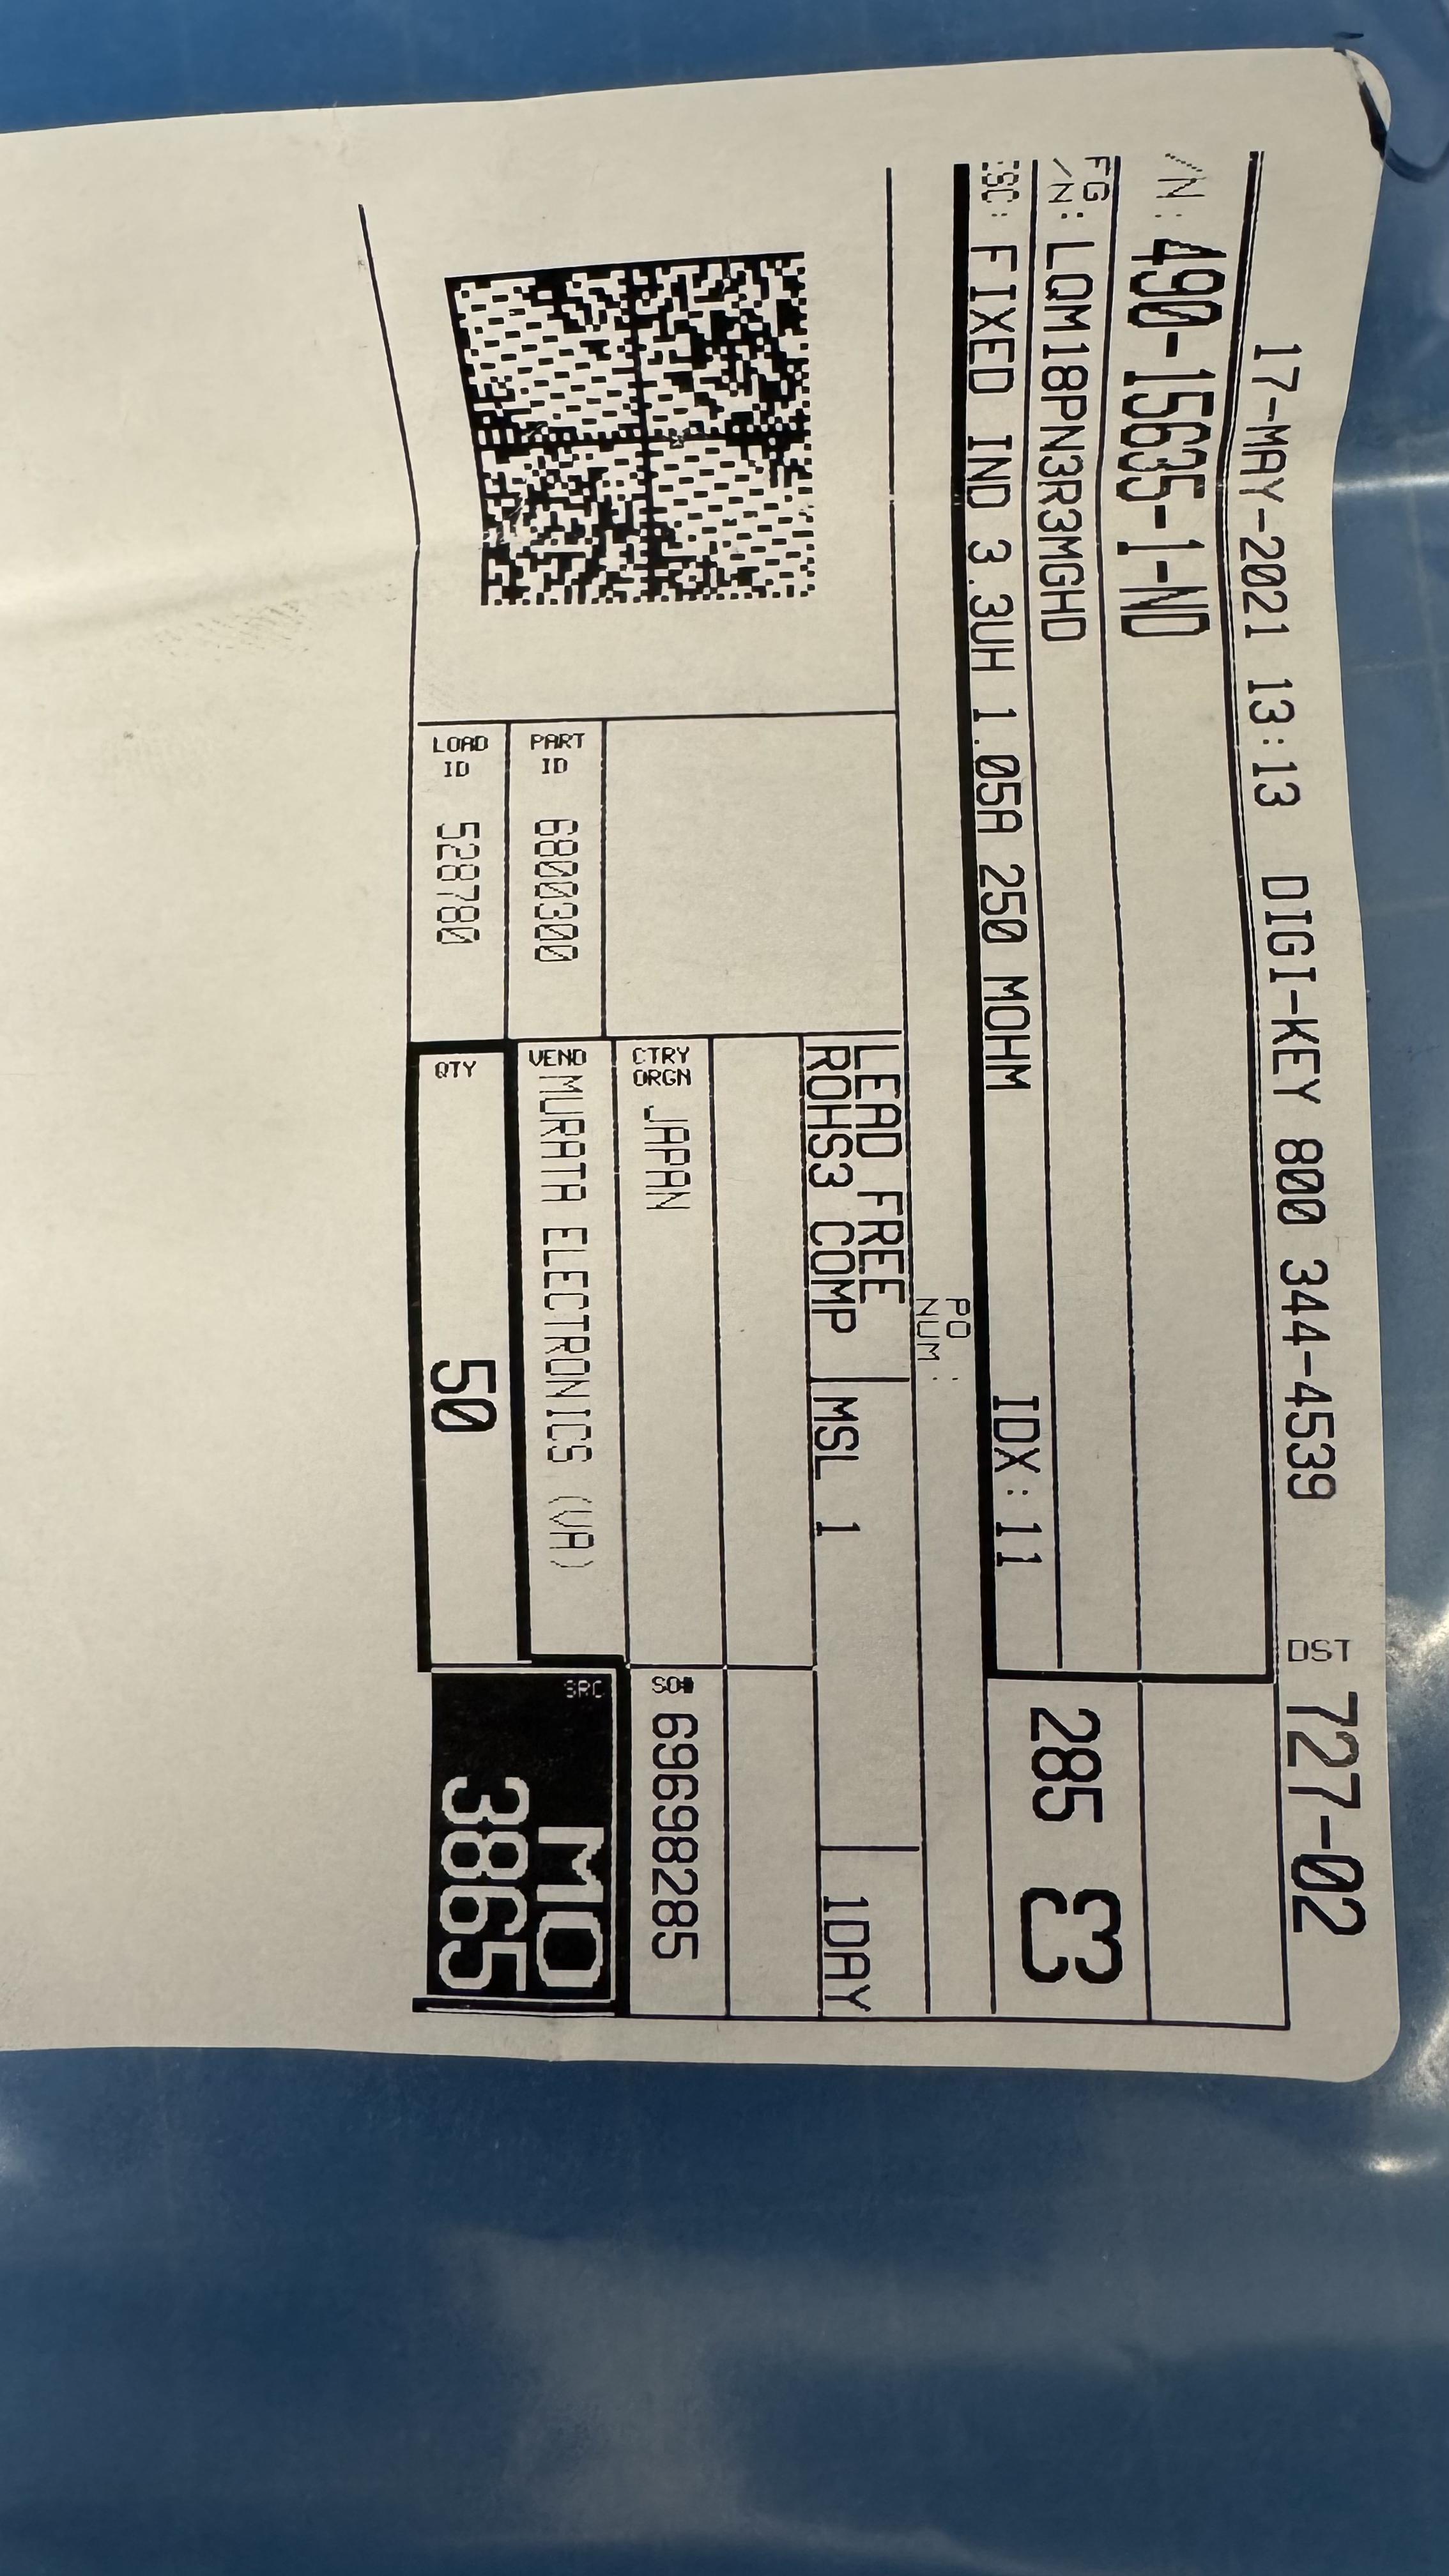 17-MAY-2021 13:13 DIGI-KEY 800 344-4539 DST 727-02
/N: 490-1563​5-1-ND
FG
/N: LQM18PN3R3MGHD
285
ESC: FIXED IND 3.3UH 1.05A 250 MOHM IDX:11
PO
NUM:
LEAD FREE
ROHS3 COMP
MSL 1
1DAY
CTRY
ORGN JAPAN
SO# 69698285
PART
ID 6800300
VEND MURATA ELECTRONICS (VA)
SRC
MO
3865
LOAD
ID 528780
QTY 50